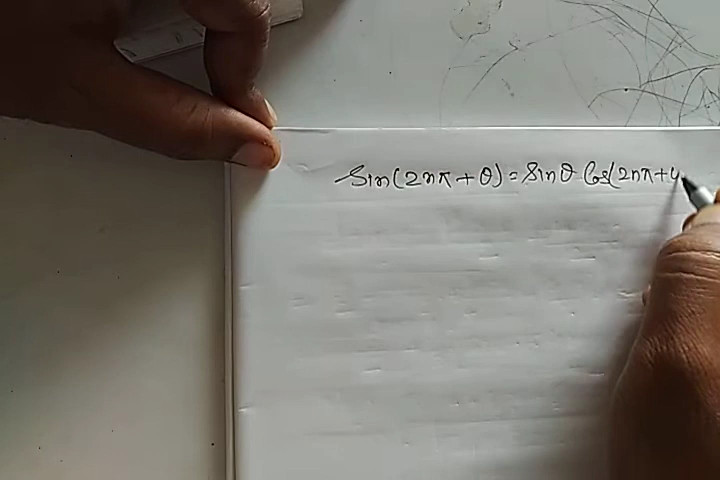 Sin(2nπ + θ) = Sinθ Cos(2nπ+